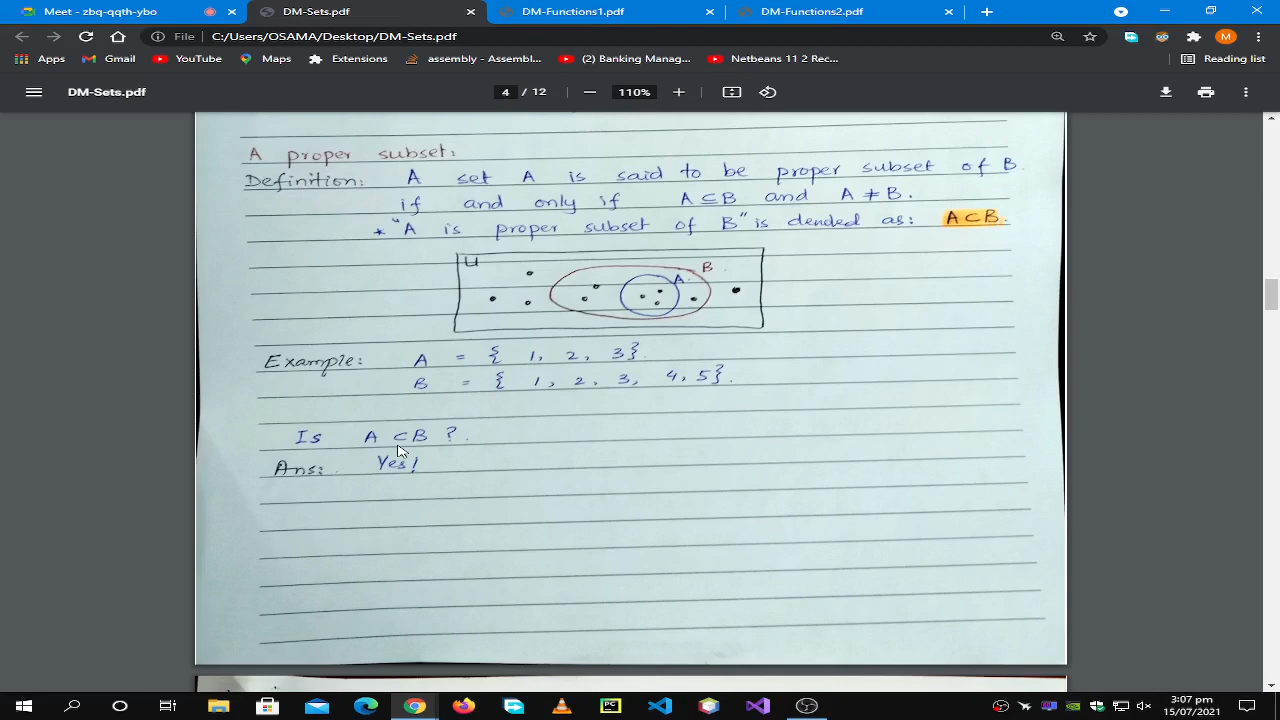 Meet - zbq-qqth-ybo
DM-Sets.pdf
DM-Functions1.pdf
DM-Functions2.pdf
File
C:/Users/OSAMA/Desktop/DM-Sets.pdf
Apps
Gmail
YouTube
Maps
Extensions
assembly - Assembl...
(2) Banking Manag...
Netbeans 11 2 Rec...
Reading list
DM-Sets.pdf
4 / 12
110%
A proper subset:
Definition: A set A is said to be proper subset of B
if and only if A ⊆ B and A ≠ B.
* "A is proper subset of B" is dended as: A ⊂ B.
U
B
A
Example: A = { 1, 2, 3}.
B = { 1, 2, 3, 4, 5}.
Is A ⊂ B ?.
Ans: Yes!
3:07 pm
15/07/2021